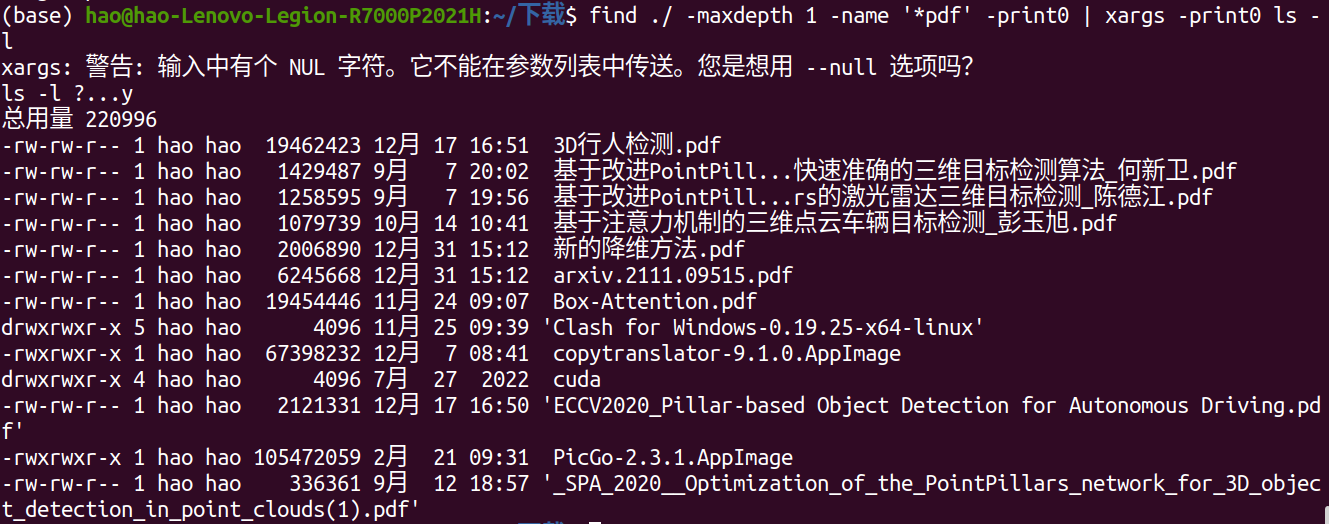 (base) hao@hao-Lenovo-Legion-R7000P2021H:~/下载$ find ./ -maxdepth 1 -name '*pdf' -print0 | xargs -print0 ls -
l
xargs: 警告: 输入中有个 NUL 字符。它不能在参数列表中传送。您是想用 --null 选项吗？
ls -l ?...y
总用量 220996
-rw-rw-r-- 1 hao hao  19462423 12月 17 16:51  3D行人检测.pdf
-rw-rw-r-- 1 hao hao   1429487 9月   7 20:02  基于改进PointPill...快速准确的三维目标检测算法_何新卫.pdf
-rw-rw-r-- 1 hao hao   1258595 9月   7 19:56  基于改进PointPill...rs的激光雷达三维目标检测_陈德江.pdf
-rw-rw-r-- 1 hao hao   1079739 10月 14 10:41  基于注意力机制的三维点云车辆目标检测_彭玉旭.pdf
-rw-rw-r-- 1 hao hao   2006890 12月 31 15:12  新的降维方法.pdf
-rw-rw-r-- 1 hao hao   6245668 12月 31 15:12  arxiv.2111.09515.pdf
-rw-rw-r-- 1 hao hao  19454446 11月 24 09:07  Box-Attention.pdf
drwxrwxr-x 5 hao hao      4096 11月 25 09:39 'Clash for Windows-0.19.25-x64-linux'
-rwxrwxr-x 1 hao hao  67398232 12月  7 08:41  copytranslator-9.1.0.AppImage
drwxrwxr-x 4 hao hao      4096 7月  27  2022  cuda
-rw-rw-r-- 1 hao hao   2121331 12月 17 16:50 'ECCV2020_Pillar-based Object Detection for Autonomous Driving.pd
f'
-rwxrwxr-x 1 hao hao 105472059 2月  21 09:31  PicGo-2.3.1.AppImage
-rw-rw-r-- 1 hao hao    336361 9月  12 18:57 '_SPA_2020__Optimization_of_the_PointPillars_network_for_3D_objec
t_detection_in_point_clouds(1).pdf'